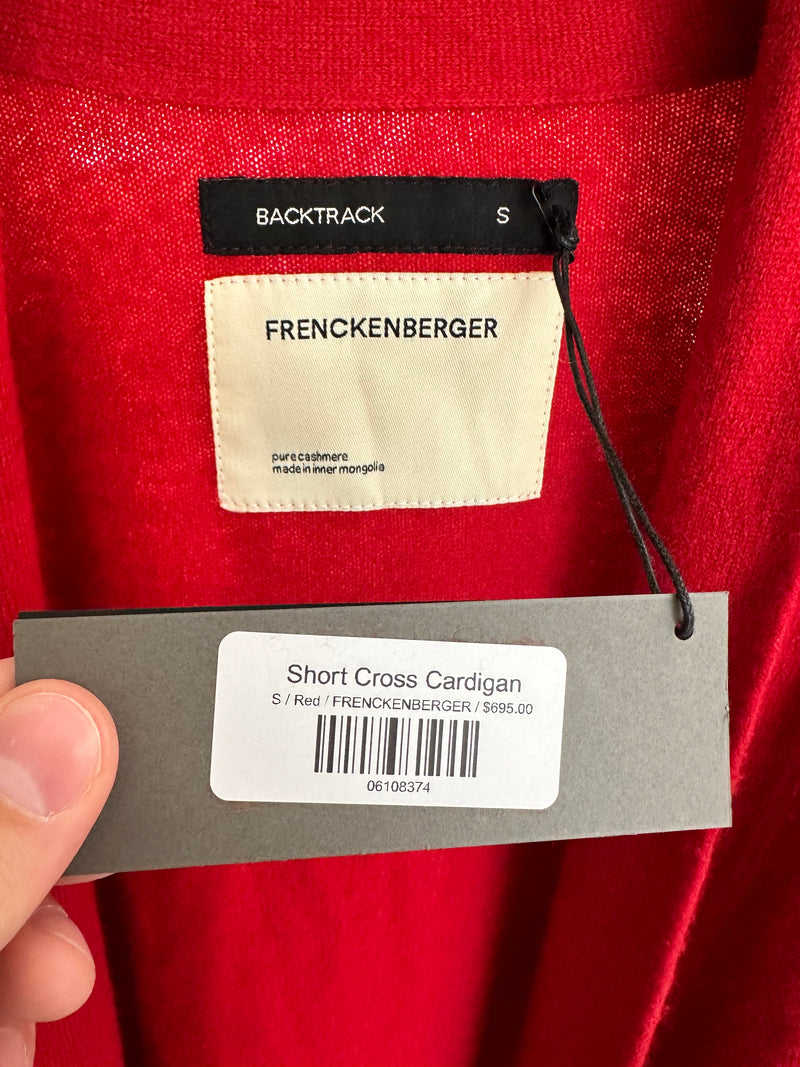 BACKTRACK S
FRENCKENBERGER
pure cashmere
made in inner mongolia
Short Cross Cardigan
S / Red / FRENCKENBERGER / $695.00
06108374